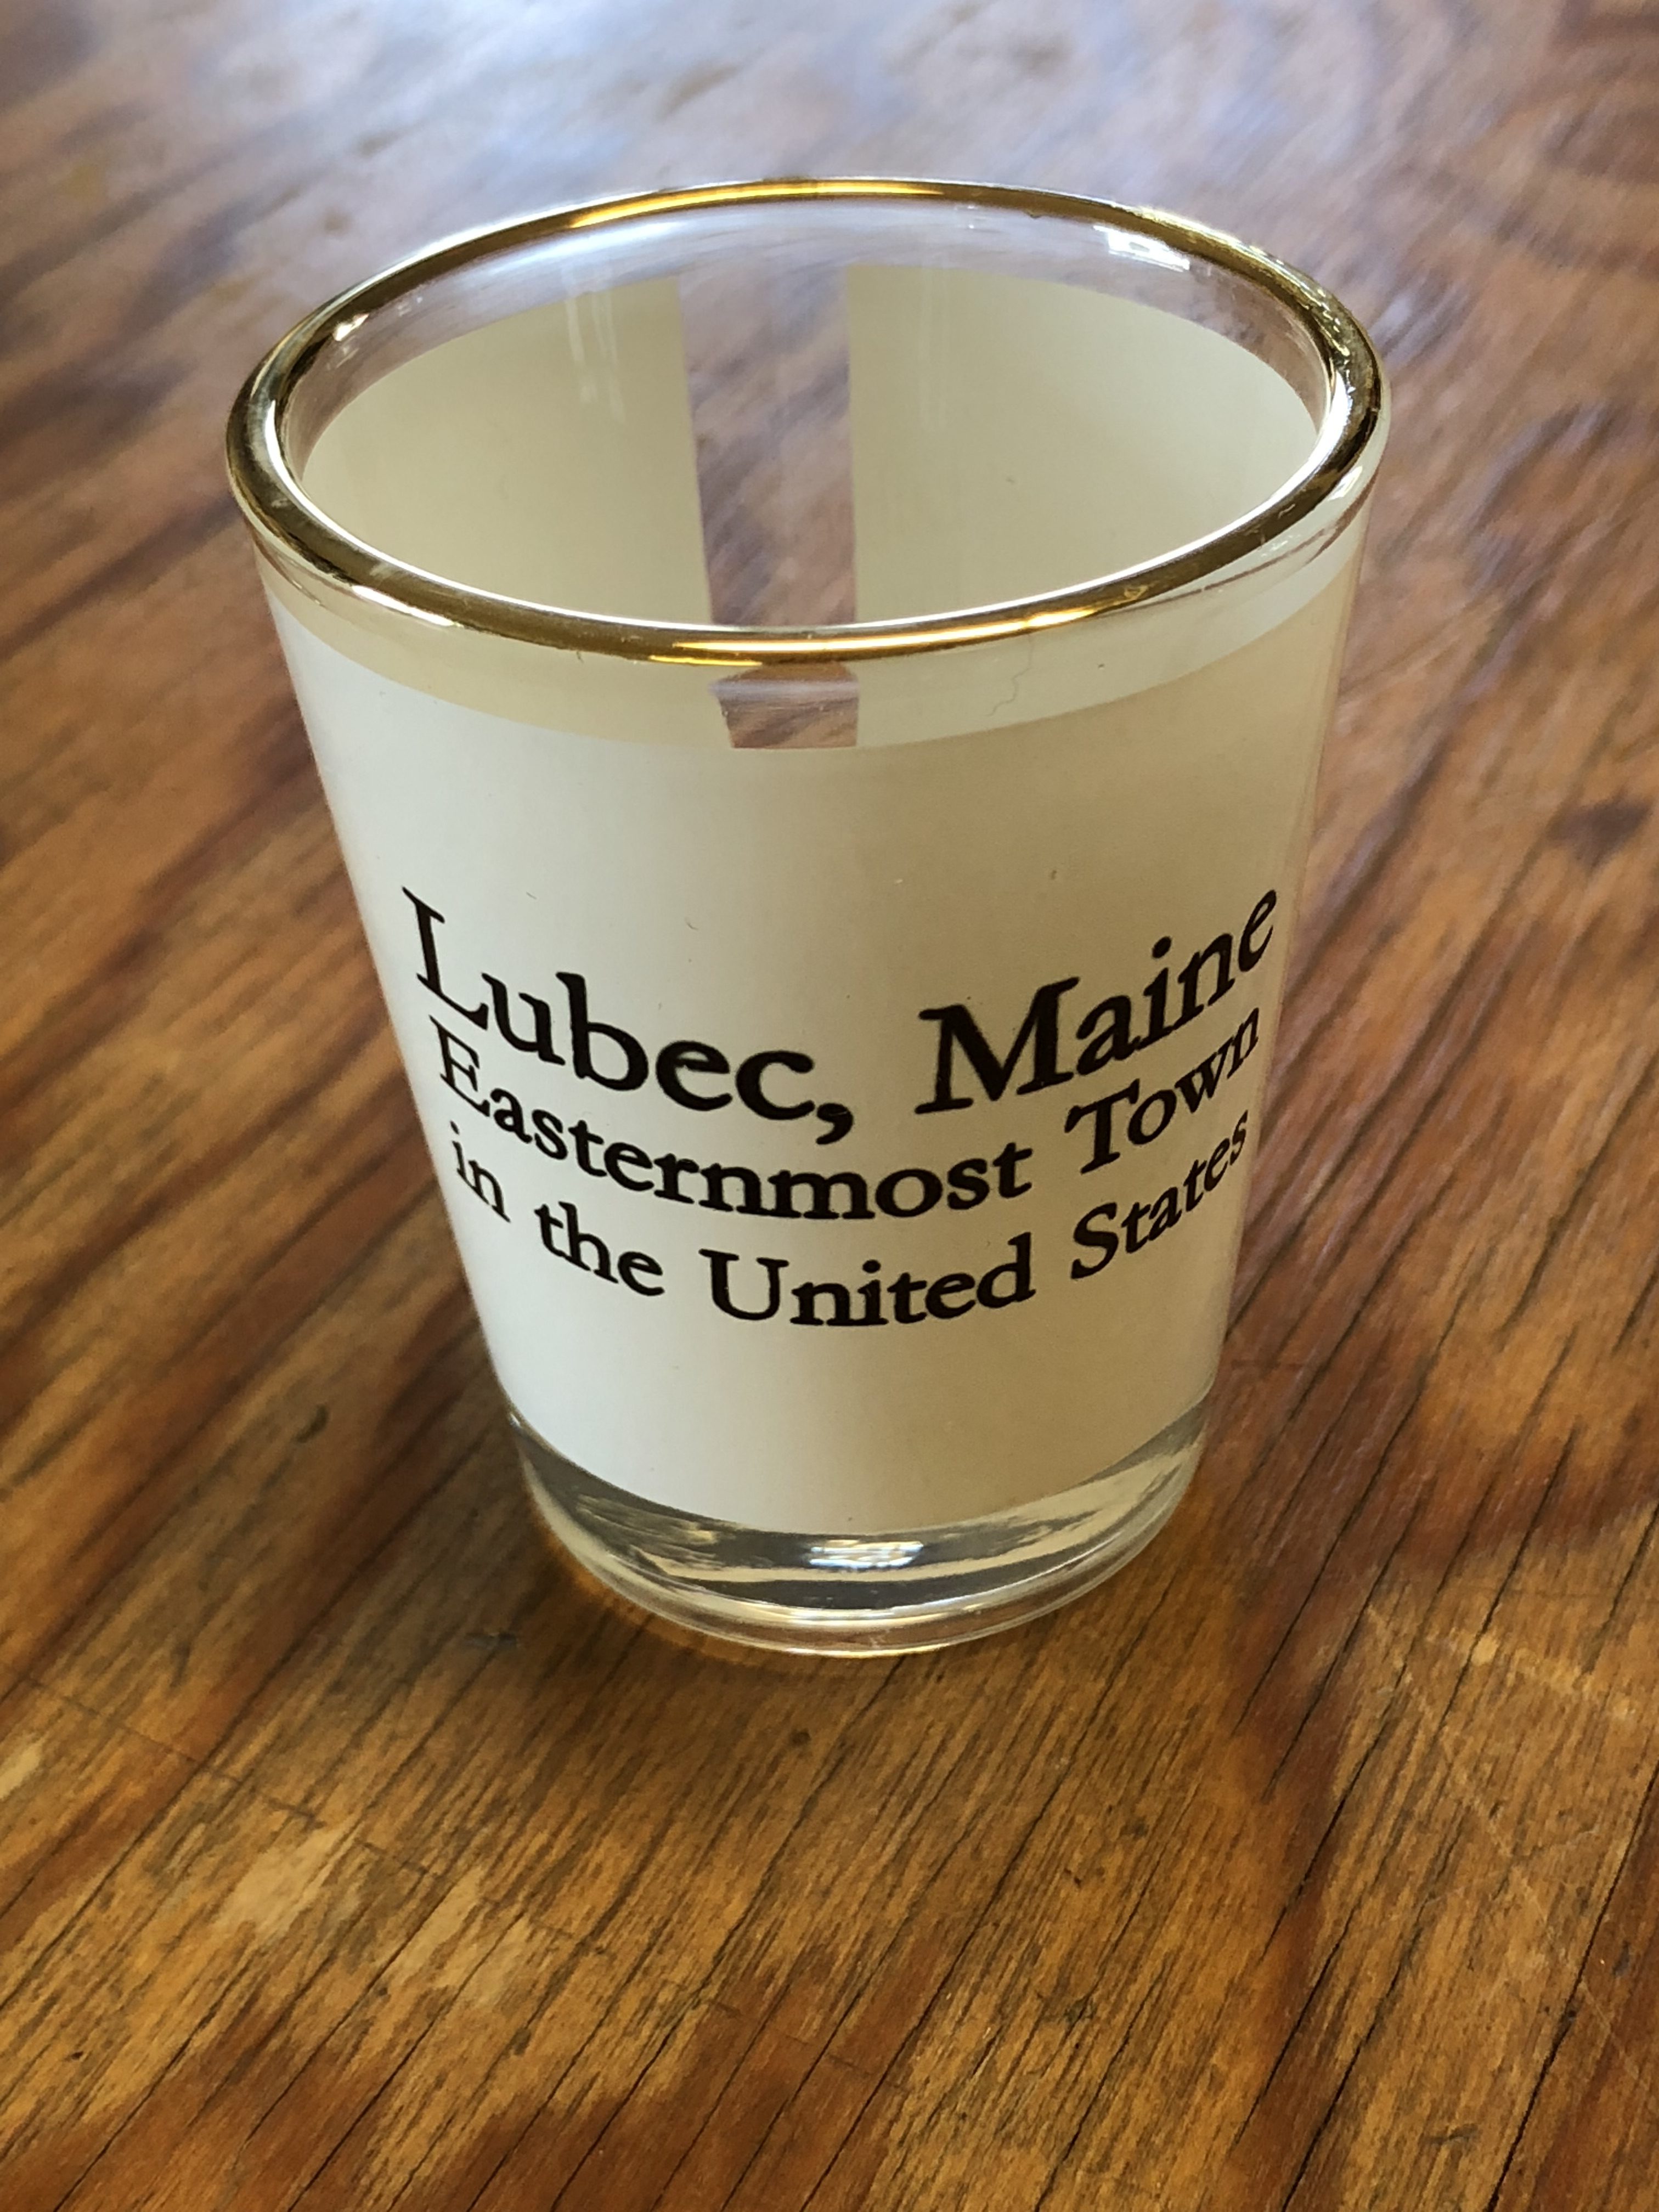 Lubec, Maine
Easternmost Town
in the United States